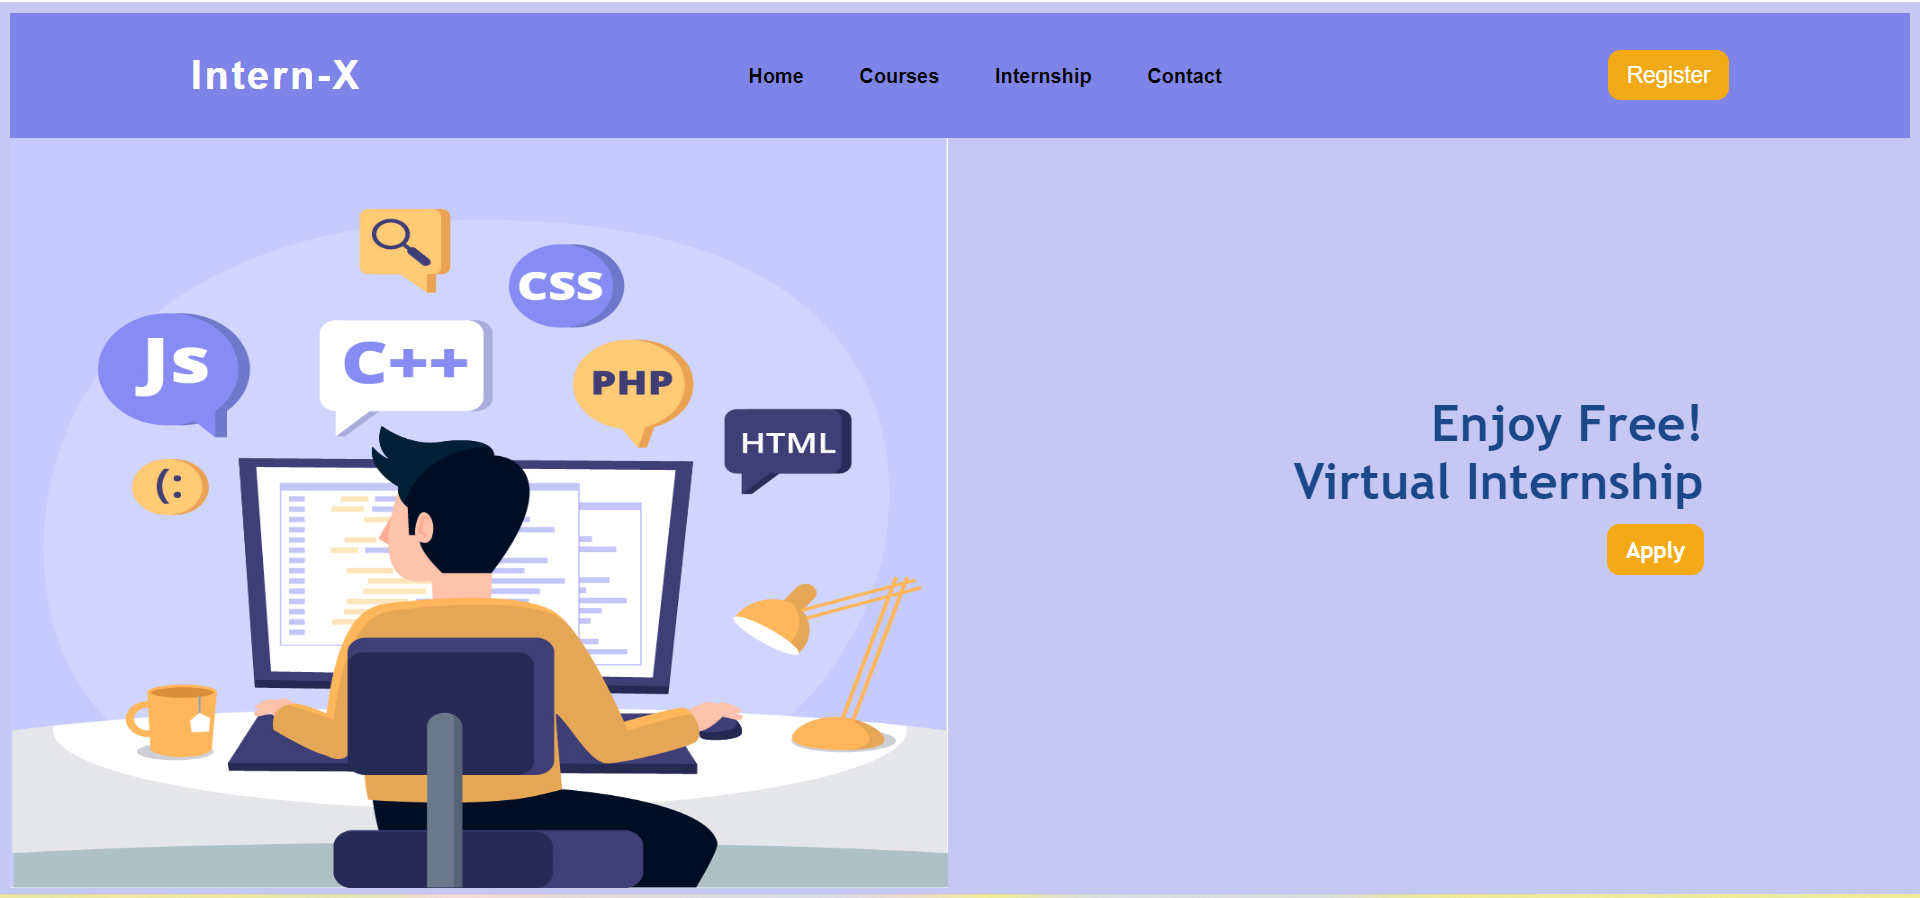 Intern-X
Home Courses Internship Contact
Register
CSS
Js
C++
PHP
HTML
(:
Enjoy Free!
Virtual Internship
Apply